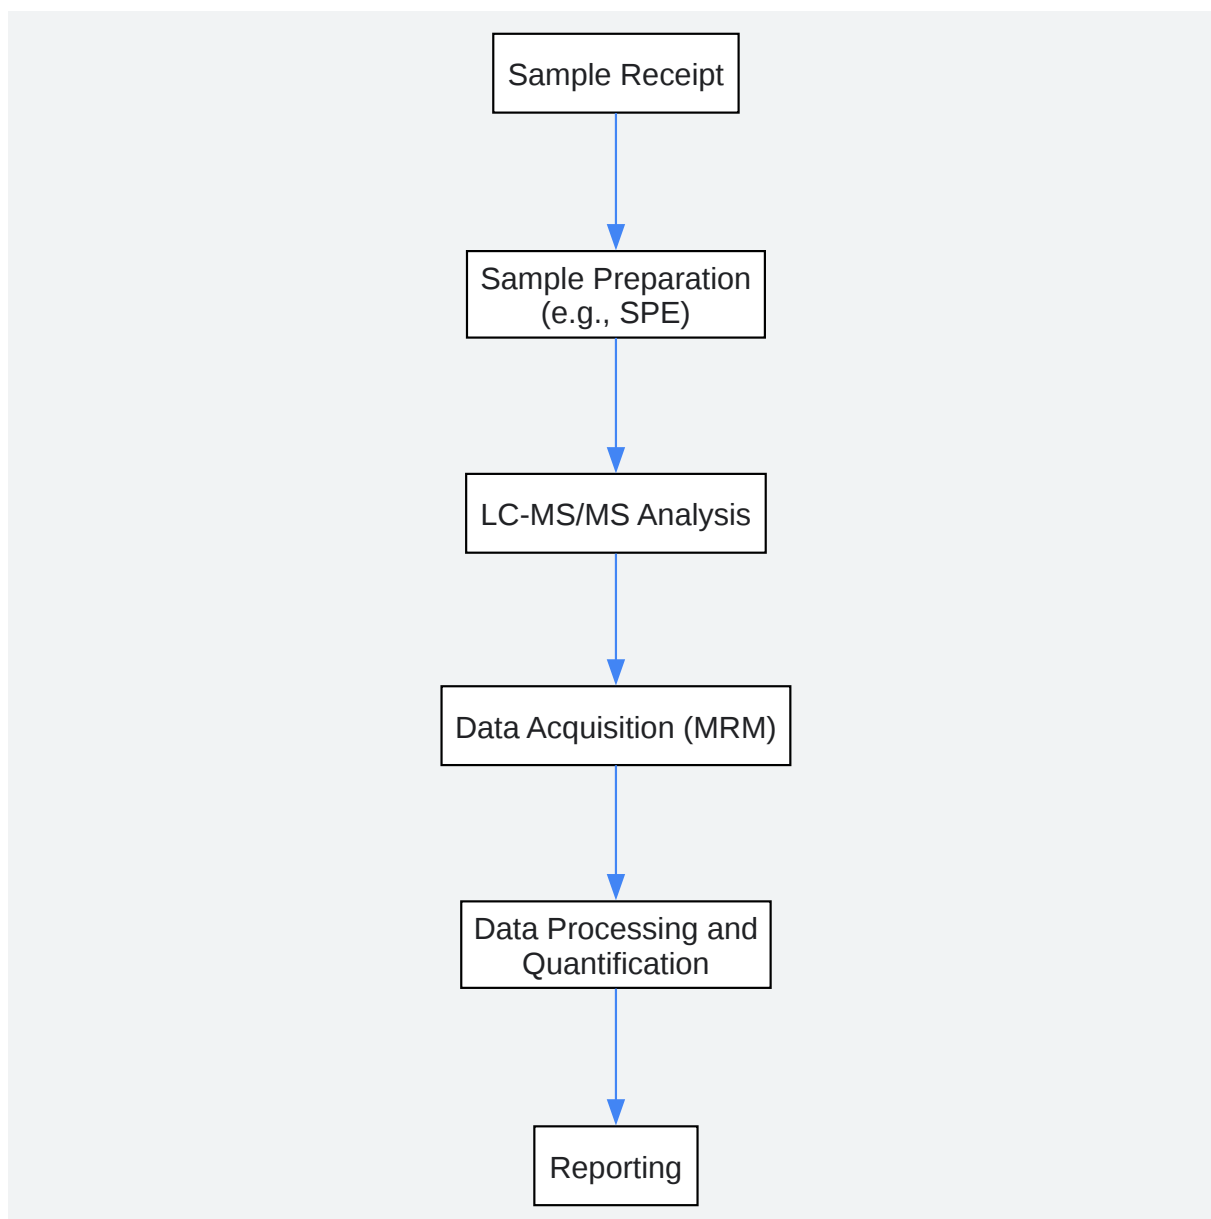 Sample Receipt
Sample Preparation
(e.g., SPE)
LC-MS/MS Analysis
Data Acquisition (MRM)
Data Processing and
Quantification
Reporting